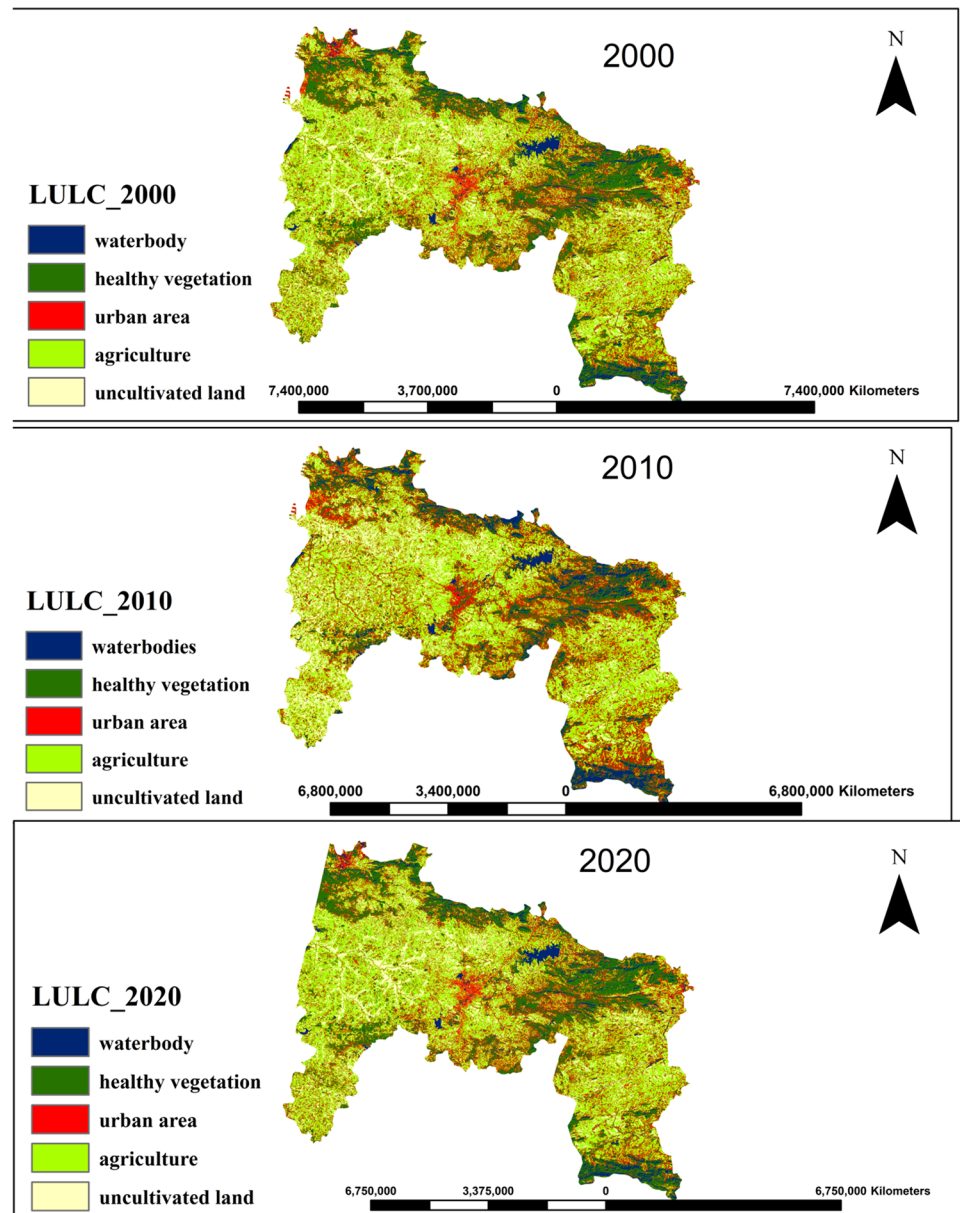 2000
N
LULC_2000
waterbody
healthy vegetation
urban area
agriculture
uncultivated land
7,400,000 3,700,000 0 7,400,000 Kilometers
2010
N
LULC_2010
waterbodies
healthy vegetation
urban area
agriculture
uncultivated land
6,800,000 3,400,000 0 6,800,000 Kilometers
2020
N
LULC_2020
waterbody
healthy vegetation
urban area
agriculture
uncultivated land
6,750,000 3,375,000 0 6,750,000 Kilometers